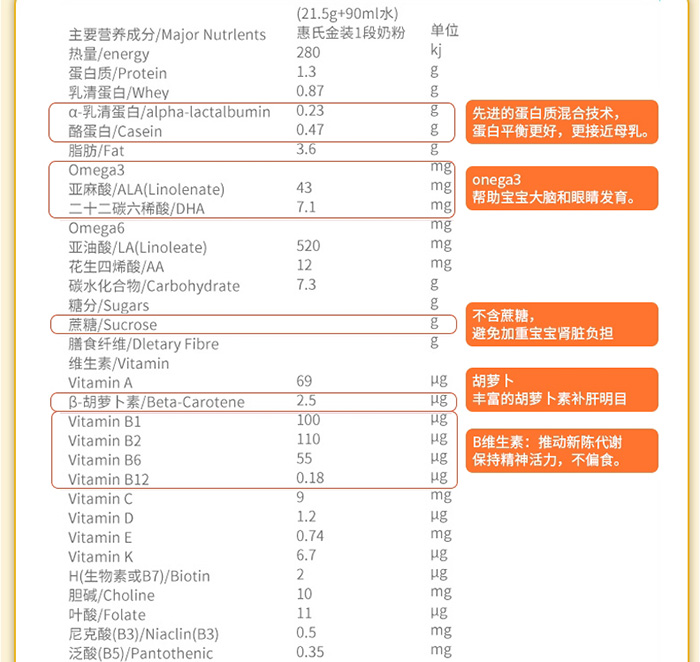 (21.5g+90ml水)
主要营养成分/Major Nutrlents 惠氏金装1段奶粉 单位
热量/energy 280 kj
蛋白质/Protein 1.3 g
乳清蛋白/Whey 0.87 g
α-乳清蛋白/alpha-lactalbumin 0.23 g
酪蛋白/Casein 0.47 g
先进的蛋白质混合技术，
蛋白平衡更好，更接近母乳。
脂肪/Fat 3.6 g
Omega3 mg
亚麻酸/ALA(Linolenate) 43 mg
二十二碳六稀酸/DHA 7.1 mg
onega3
帮助宝宝大脑和眼睛发育。
Omega6 mg
亚油酸/LA(Linoleate) 520 mg
花生四烯酸/AA 12 mg
碳水化合物/Carbohydrate 7.3 g
糖分/Sugars g
蔗糖/Sucrose g
不含蔗糖，
避免加重宝宝肾脏负担
膳食纤维/Dletary Fibre g
维生素/Vitamin
Vitamin A 69 μg
β-胡萝卜素/Beta-Carotene 2.5 μg
胡萝卜
丰富的胡萝卜素补肝明目
Vitamin B1 100 μg
Vitamin B2 110 μg
Vitamin B6 55 μg
Vitamin B12 0.18 μg
B维生素：推动新陈代谢
保持精神活力，不偏食。
Vitamin C 9 mg
Vitamin D 1.2 μg
Vitamin E 0.74 mg
Vitamin K 6.7 μg
H(生物素或B7)/Biotin 2 μg
胆碱/Choline 10 mg
叶酸/Folate 11 μg
尼克酸(B3)/Niaclin(B3) 0.5 mg
泛酸(B5)/Pantothenic 0.35 mg